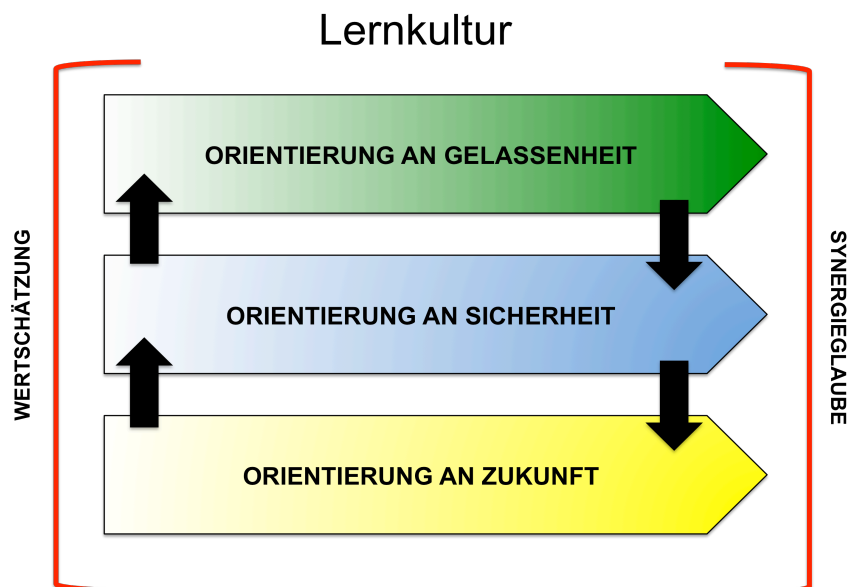 Lernkultur
WERTSCHÄTZUNG
ORIENTIERUNG AN GELASSENHEIT
ORIENTIERUNG AN SICHERHEIT
ORIENTIERUNG AN ZUKUNFT
SYNERGIEGLAUBE